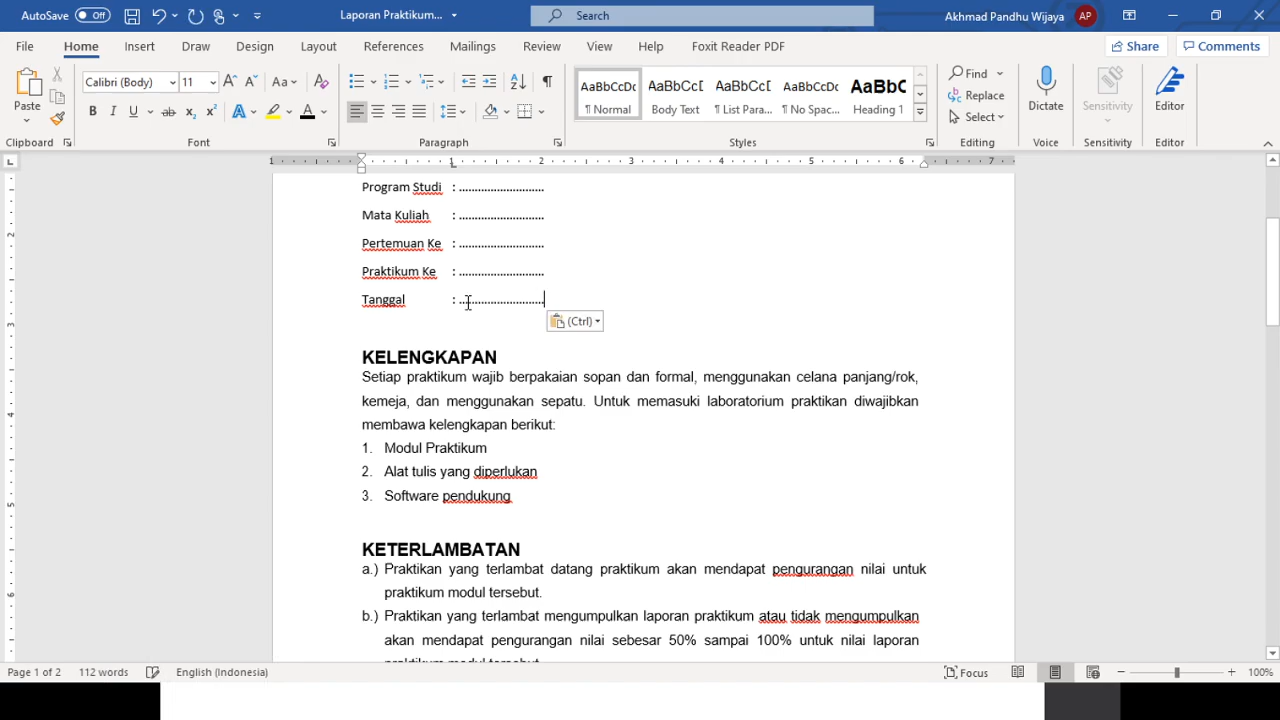 AutoSave Off Laporan Praktikum... Search Akhmad Pandhu Wijaya AP
File Home Insert Draw Design Layout References Mailings Review View Help Foxit Reader PDF Share Comments
Paste Calibri (Body) 11 AaBbCcDc AaBbCcD AaBbCcD AaBbCcDc AaBbC Find Replace Select Dictate Sensitivity Editor
¶ Normal Body Text ¶ List Para... ¶ No Spac... Heading 1
Clipboard Font Paragraph Styles Editing Voice Sensitivity Editor
Program Studi : ...........................
Mata Kuliah : ...........................
Pertemuan Ke : ...........................
Praktikum Ke : ...........................
Tanggal : ...........................
(Ctrl)
KELENGKAPAN
Setiap praktikum wajib berpakaian sopan dan formal, menggunakan celana panjang/rok,
kemeja, dan menggunakan sepatu. Untuk memasuki laboratorium praktikan diwajibkan
membawa kelengkapan berikut:
1. Modul Praktikum
2. Alat tulis yang diperlukan
3. Software pendukung
KETERLAMBATAN
a.) Praktikan yang terlambat datang praktikum akan mendapat pengurangan nilai untuk
praktikum modul tersebut.
b.) Praktikan yang terlambat mengumpulkan laporan praktikum atau tidak mengumpulkan
akan mendapat pengurangan nilai sebesar 50% sampai 100% untuk nilai laporan
praktikum modul tersebut.
Page 1 of 2 112 words English (Indonesia) Focus 100%